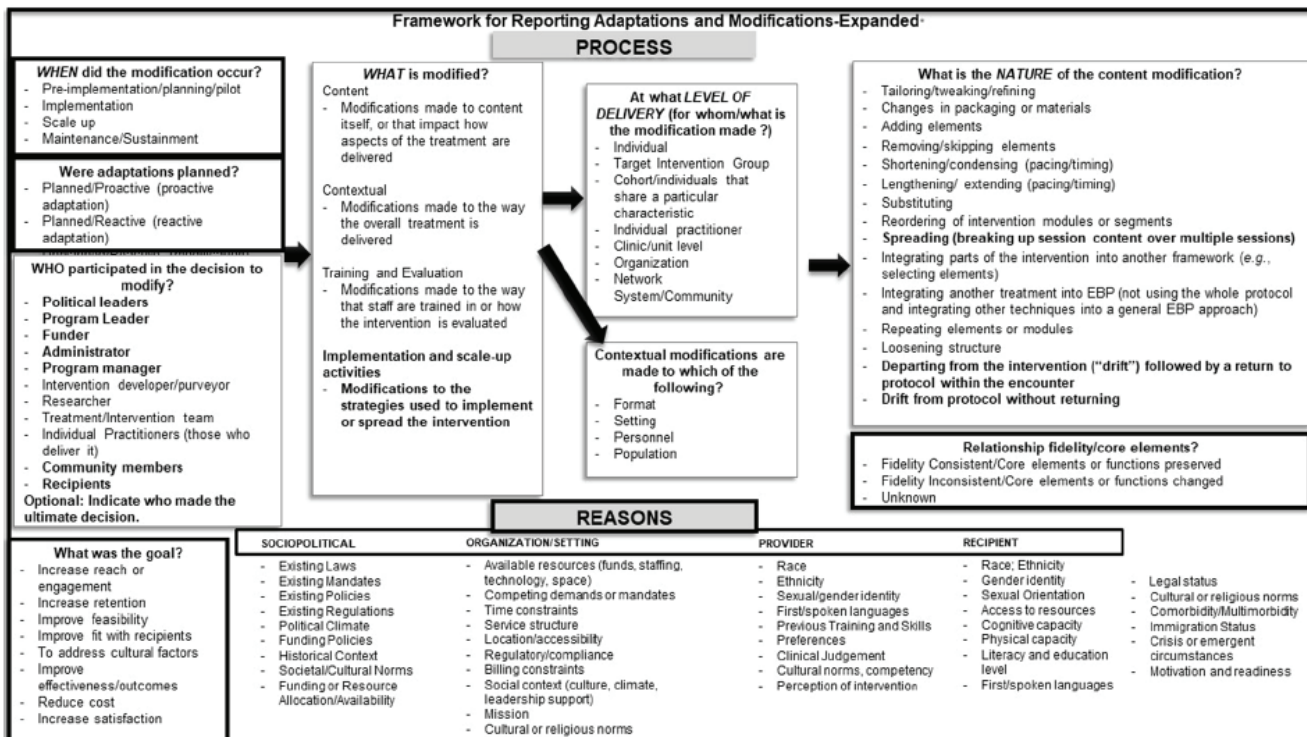 Framework for Reporting Adaptations and Modifications-Expanded
PROCESS
WHEN did the modification occur?
- Pre-implementation/planning/pilot
- Implementation
- Scale up
- Maintenance/Sustainment
Were adaptations planned?
- Planned/Proactive (proactive
adaptation)
- Planned/Reactive (reactive
adaptation)
WHO participated in the decision to
modify?
- Political leaders
- Program Leader
- Funder
- Administrator
- Program manager
- Intervention developer/purveyor
- Researcher
- Treatment/Intervention team
- Individual Practitioners (those who
deliver it)
- Community members
- Recipients
Optional: Indicate who made the
ultimate decision.
WHAT is modified?
Content
- Modifications made to content
itself, or that impact how
aspects of the treatment are
delivered
Contextual
- Modifications made to the way
the overall treatment is
delivered
Training and Evaluation
- Modifications made to the way
that staff are trained in or how
the intervention is evaluated
Implementation and scale-up
activities
- Modifications to the
strategies used to implement
or spread the intervention
At what LEVEL OF
DELIVERY (for whom/what is
the modification made ?)
- Individual
- Target Intervention Group
- Cohort/individuals that
share a particular
characteristic
- Individual practitioner
- Clinic/unit level
- Organization
- Network
System/Community
Contextual modifications are
made to which of the
following?
- Format
- Setting
- Personnel
- Population
What is the NATURE of the content modification?
- Tailoring/tweaking/refining
- Changes in packaging or materials
- Adding elements
- Removing/skipping elements
- Shortening/condensing (pacing/timing)
- Lengthening/ extending (pacing/timing)
- Substituting
- Reordering of intervention modules or segments
- Spreading (breaking up session content over multiple sessions)
- Integrating parts of the intervention into another framework (e.g.,
selecting elements)
- Integrating another treatment into EBP (not using the whole protocol
and integrating other techniques into a general EBP approach)
- Repeating elements or modules
- Loosening structure
- Departing from the intervention (“drift”) followed by a return to
protocol within the encounter
- Drift from protocol without returning
Relationship fidelity/core elements?
- Fidelity Consistent/Core elements or functions preserved
- Fidelity Inconsistent/Core elements or functions changed
- Unknown
REASONS
What was the goal?
- Increase reach or
engagement
- Increase retention
- Improve feasibility
- Improve fit with recipients
- To address cultural factors
- Improve
effectiveness/outcomes
- Reduce cost
- Increase satisfaction
SOCIOPOLITICAL
- Existing Laws
- Existing Mandates
- Existing Policies
- Existing Regulations
- Political Climate
- Funding Policies
- Historical Context
- Societal/Cultural Norms
- Funding or Resource
Allocation/Availability
ORGANIZATION/SETTING
- Available resources (funds, staffing,
technology, space)
- Competing demands or mandates
- Time constraints
- Service structure
- Location/accessibility
- Regulatory/compliance
- Billing constraints
- Social context (culture, climate,
leadership support)
- Mission
- Cultural or religious norms
PROVIDER
- Race
- Ethnicity
- Sexual/gender identity
- First/spoken languages
- Previous Training and Skills
- Preferences
- Clinical Judgement
- Cultural norms, competency
- Perception of intervention
RECIPIENT
- Race; Ethnicity
- Gender identity
- Sexual Orientation
- Access to resources
- Cognitive capacity
- Physical capacity
- Literacy and education
level
- First/spoken languages
- Legal status
- Cultural or religious norms
- Comorbidity/Multimorbidity
- Immigration Status
- Crisis or emergent
circumstances
- Motivation and readiness